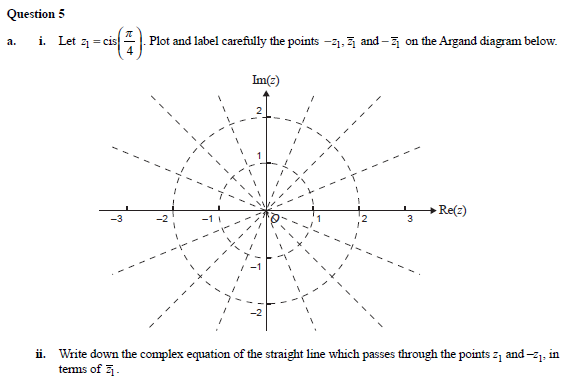 Question 5
a. i. Let z₁ = cis(π/4). Plot and label carefully the points −z₁, z̄₁ and −z̄₁ on the Argand diagram below.
Im(z)
2
1
−3 −2 −1 O 1 2 3 Re(z)
−1
−2
ii. Write down the complex equation of the straight line which passes through the points z₁ and −z₁, in
terms of z̄₁.